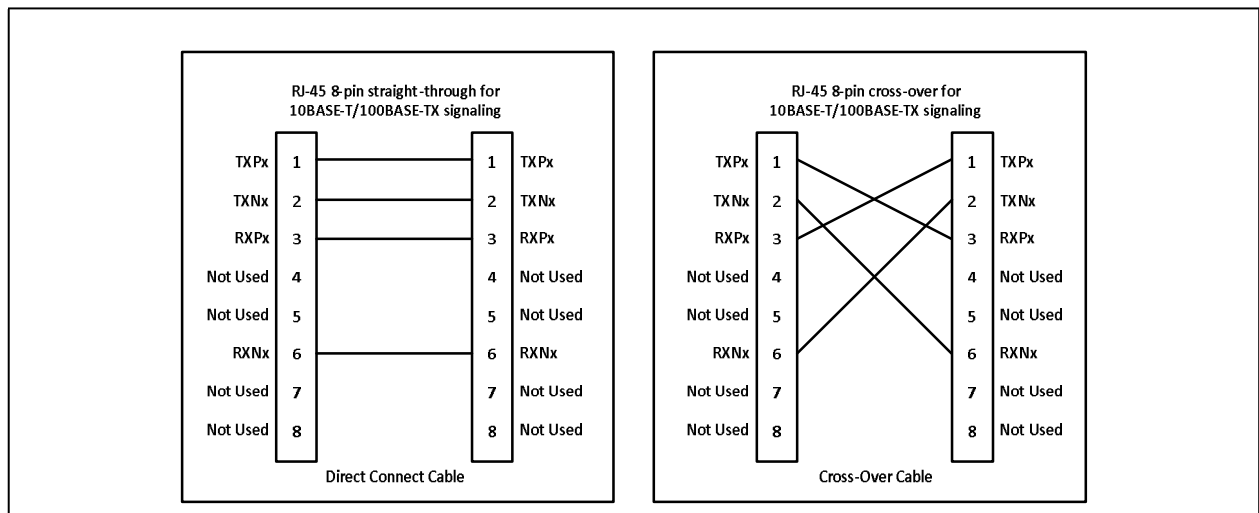 RJ-45 8-pin straight-through for
10BASE-T/100BASE-TX signaling
TXPx 1 1 TXPx
TXNx 2 2 TXNx
RXPx 3 3 RXPx
Not Used 4 4 Not Used
Not Used 5 5 Not Used
RXNx 6 6 RXNx
Not Used 7 7 Not Used
Not Used 8 8 Not Used
Direct Connect Cable
RJ-45 8-pin cross-over for
10BASE-T/100BASE-TX signaling
TXPx 1 1 TXPx
TXNx 2 2 TXNx
RXPx 3 3 RXPx
Not Used 4 4 Not Used
Not Used 5 5 Not Used
RXNx 6 6 RXNx
Not Used 7 7 Not Used
Not Used 8 8 Not Used
Cross-Over Cable